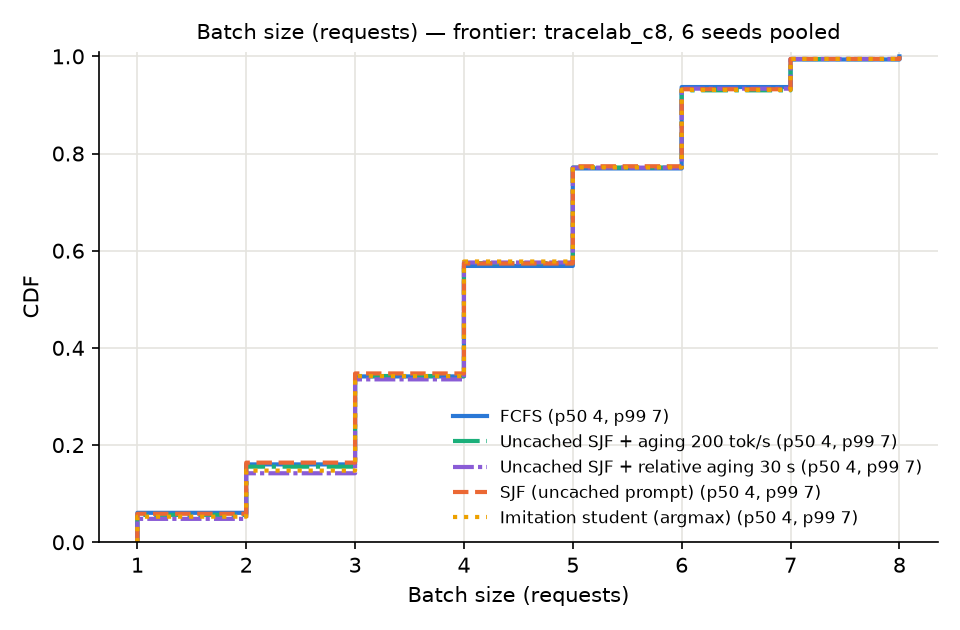 Batch size (requests) — frontier: tracelab_c8, 6 seeds pooled
CDF
1.0
0.8
0.6
0.4
0.2
0.0
FCFS (p50 4, p99 7)
Uncached SJF + aging 200 tok/s (p50 4, p99 7)
Uncached SJF + relative aging 30 s (p50 4, p99 7)
SJF (uncached prompt) (p50 4, p99 7)
Imitation student (argmax) (p50 4, p99 7)
1 2 3 4 5 6 7 8
Batch size (requests)